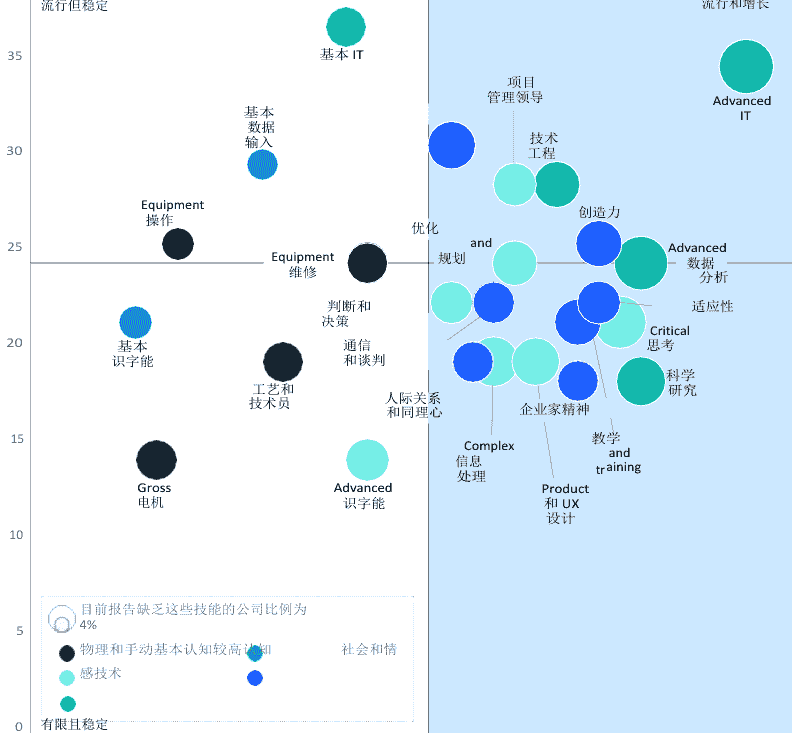 流行但稳定
流行和增长
35
基本 IT
Advanced
IT
项目
管理领导
基本
数据
输入
技术
工程
30
Equipment
操作
创造力
优化
25
and
规划
Advanced
数据
分析
Equipment
维修
判断和
决策
适应性
20
基本
识字能
通信
和谈判
Critical
思考
工艺和
技术员
科学
研究
人际关系
和同理心
企业家精神
15
Complex
信息
处理
教学
and
training
Gross
电机
Advanced
识字能
Product
和 UX
设计
10
目前报告缺乏这些技能的公司比例为
4%
5
物理和手动基本认知较高认知
社会和情
感技术
有限且稳定
0